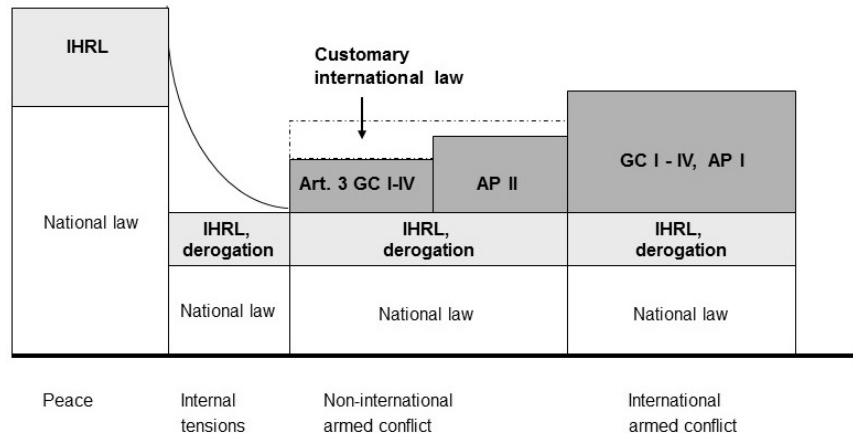 IHRL
Customary
international law
Art. 3 GC I-IV
AP II
GC I - IV, AP I
National law
IHRL,
derogation
IHRL,
derogation
IHRL,
derogation
National law
National law
National law
Peace
Internal
tensions
Non-international
armed conflict
International
armed conflict